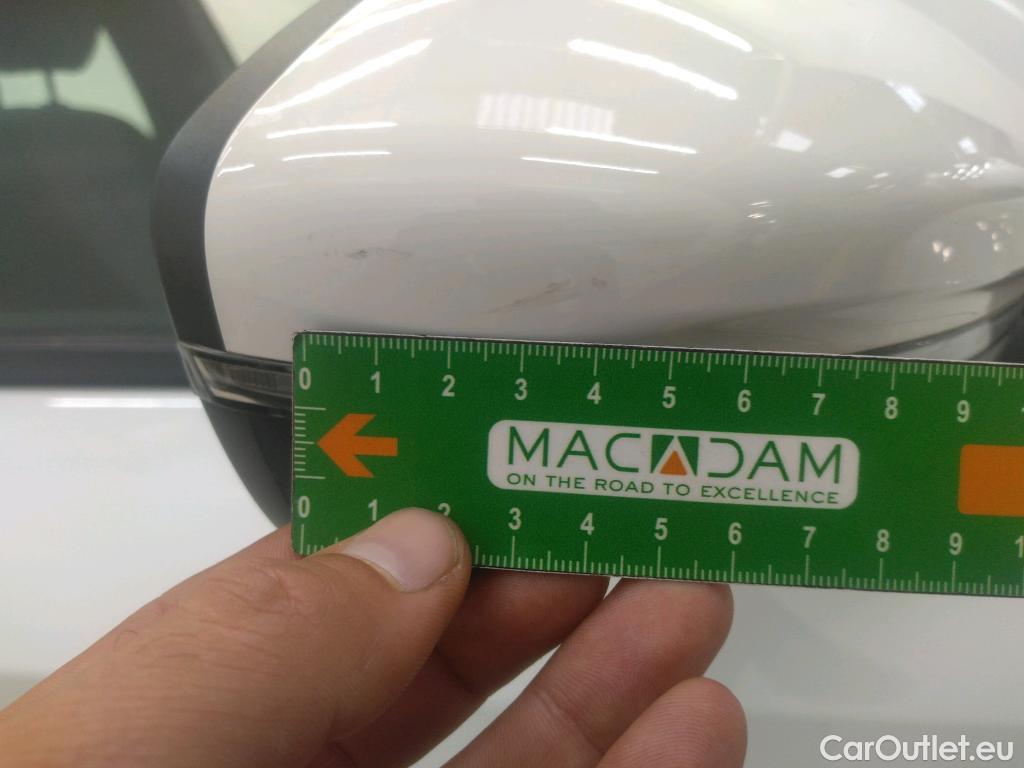 0 1 2 3 4 5 6 7 8 9
MACADAM
ON THE ROAD TO EXCELLENCE
0 1 2 3 4 5 6 7 8 9 1
CarOutlet.eu